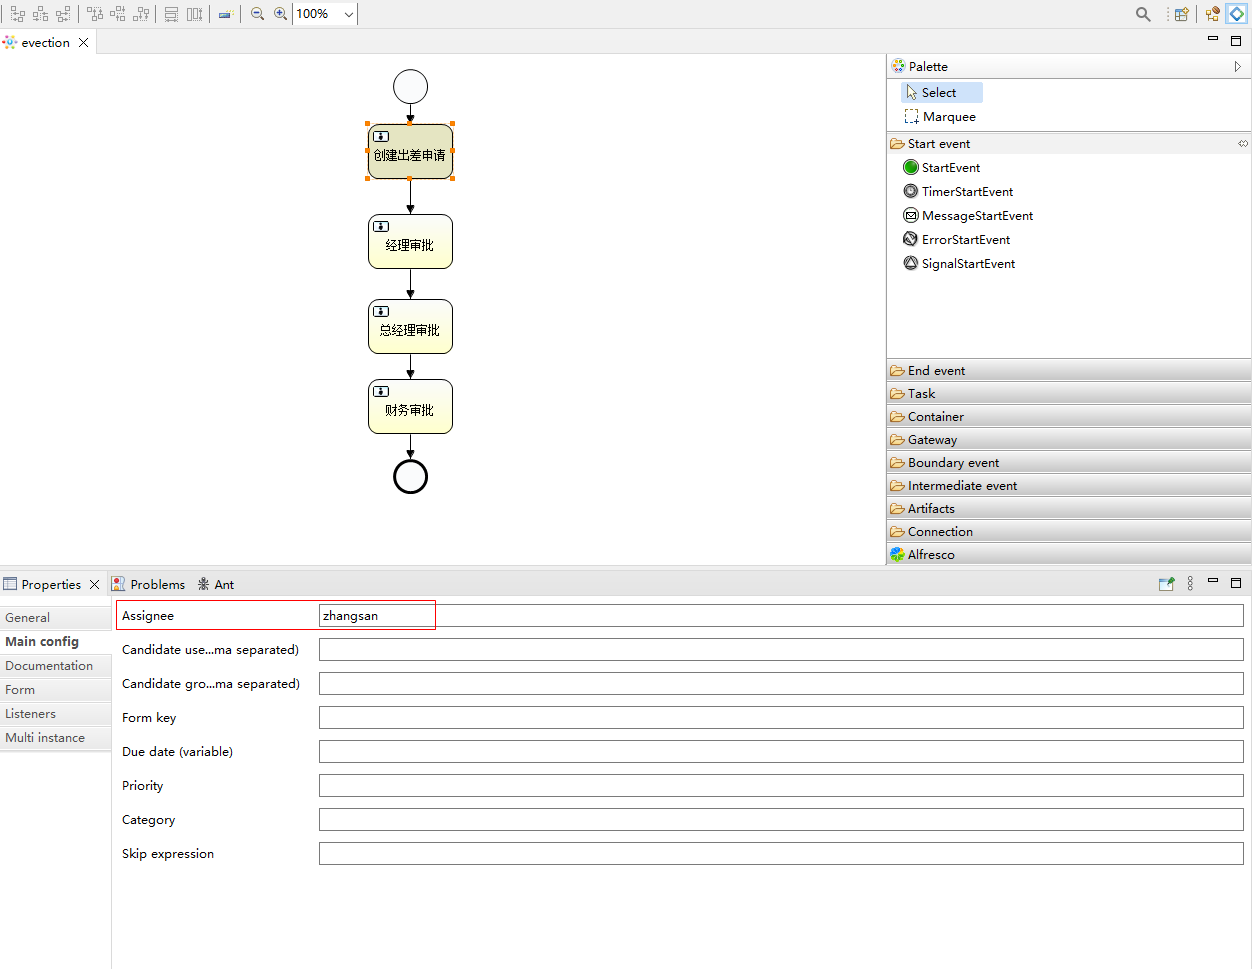 100%
evection
创建出差申请
经理审批
总经理审批
财务审批
Palette
Select
Marquee
Start event
StartEvent
TimerStartEvent
MessageStartEvent
ErrorStartEvent
SignalStartEvent
End event
Task
Container
Gateway
Boundary event
Intermediate event
Artifacts
Connection
Alfresco
Properties
Problems
Ant
General
Main config
Documentation
Form
Listeners
Multi instance
Assignee
zhangsan
Candidate use...ma separated)
Candidate gro...ma separated)
Form key
Due date (variable)
Priority
Category
Skip expression